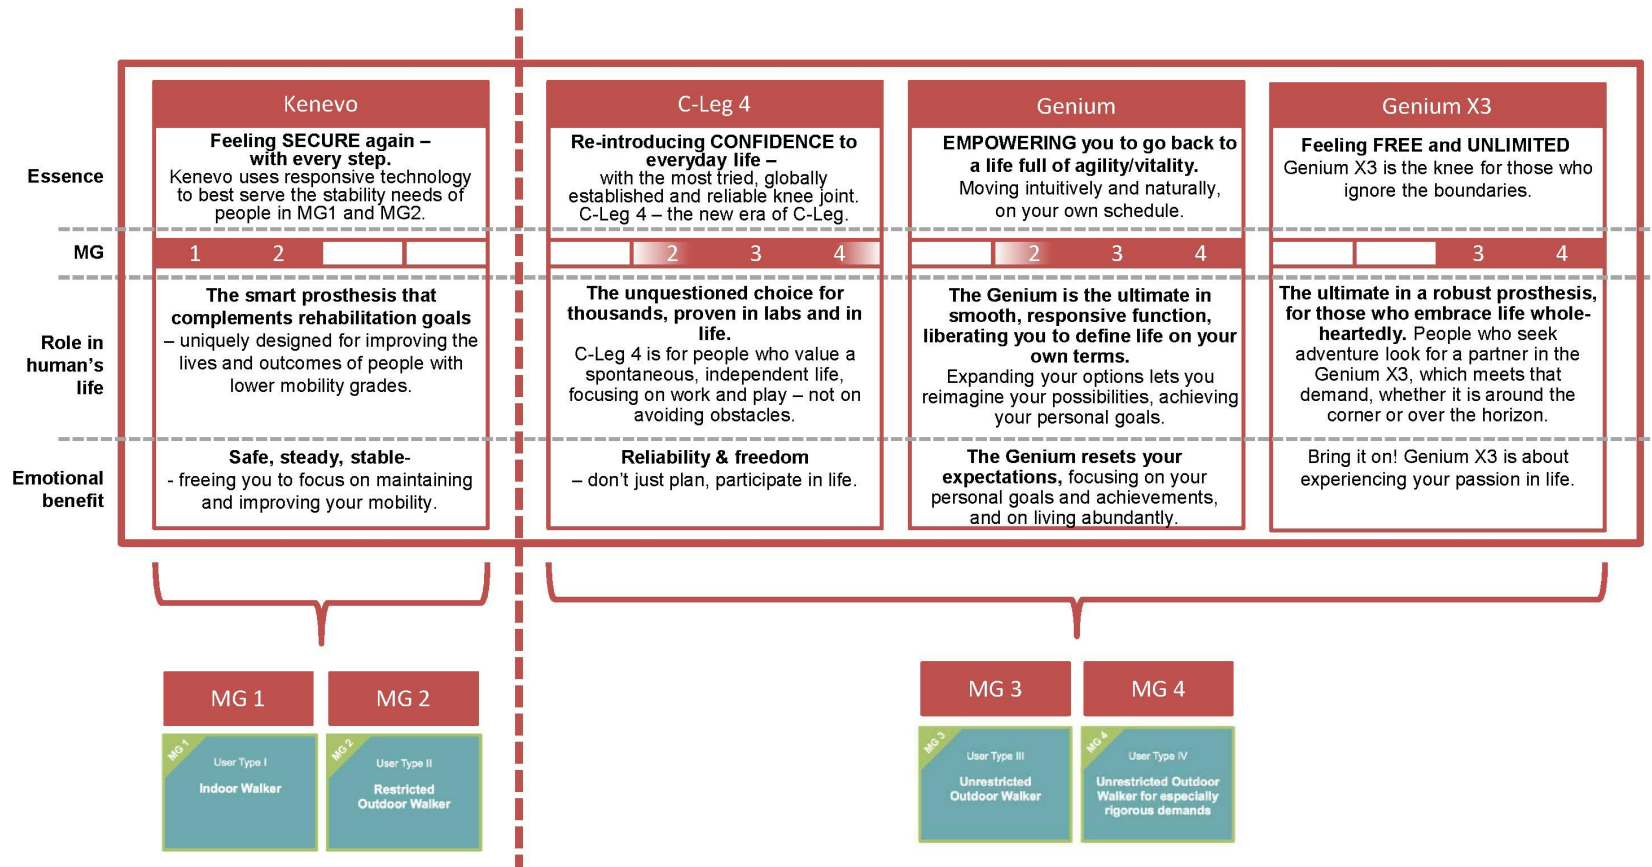 Kenevo
C-Leg 4
Genium
Genium X3
Essence
Feeling SECURE again –
with every step.
Kenevo uses responsive technology
to best serve the stability needs of
people in MG1 and MG2.
Re-introducing CONFIDENCE to
everyday life –
with the most tried, globally
established and reliable knee joint.
C-Leg 4 – the new era of C-Leg.
EMPOWERING you to go back to
a life full of agility/vitality.
Moving intuitively and naturally,
on your own schedule.
Feeling FREE and UNLIMITED
Genium X3 is the knee for those who
ignore the boundaries.
MG
1 2
2 3 4
2 3 4
3 4
Role in
human's
life
The smart prosthesis that
complements rehabilitation goals
– uniquely designed for improving the
lives and outcomes of people with
lower mobility grades.
The unquestioned choice for
thousands, proven in labs and in
life.
C-Leg 4 is for people who value a
spontaneous, independent life,
focusing on work and play – not on
avoiding obstacles.
The Genium is the ultimate in
smooth, responsive function,
liberating you to define life on your
own terms.
Expanding your options lets you
reimagine your possibilities, achieving
your personal goals.
The ultimate in a robust prosthesis,
for those who embrace life whole-
heartedly. People who seek
adventure look for a partner in the
Genium X3, which meets that
demand, whether it is around the
corner or over the horizon.
Emotional
benefit
Safe, steady, stable-
- freeing you to focus on maintaining
and improving your mobility.
Reliability & freedom
– don't just plan, participate in life.
The Genium resets your
expectations, focusing on your
personal goals and achievements,
and on living abundantly.
Bring it on! Genium X3 is about
experiencing your passion in life.
MG 1
MG 2
MG 3
MG 4
MG 1
User Type I
Indoor Walker
MG 2
User Type II
Restricted
Outdoor Walker
MG 3
User Type III
Unrestricted
Outdoor Walker
MG 4
User Type IV
Unrestricted Outdoor
Walker for especially
rigorous demands